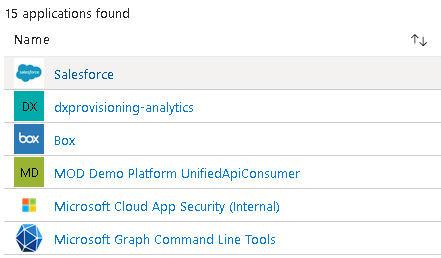 15 applications found
Name
salesforce Salesforce
DX dxprovisioning-analytics
box Box
MD MOD Demo Platform UnifiedApiConsumer
Microsoft Cloud App Security (Internal)
Microsoft Graph Command Line Tools